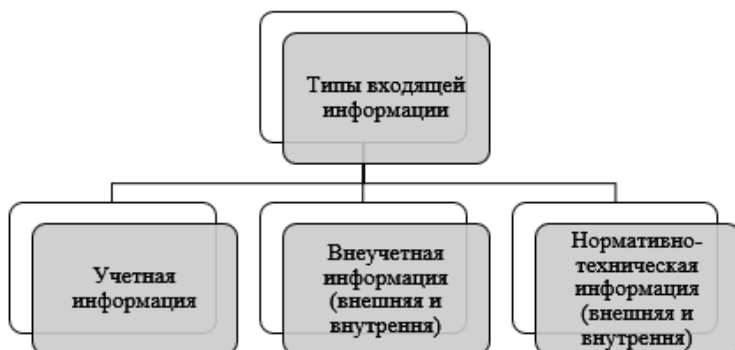 Типы входящей
информации
Учетная
информация
Внеучетная
информация
(внешняя и
внутрення)
Нормативно-
техническая
информация
(внешняя и
внутрення)